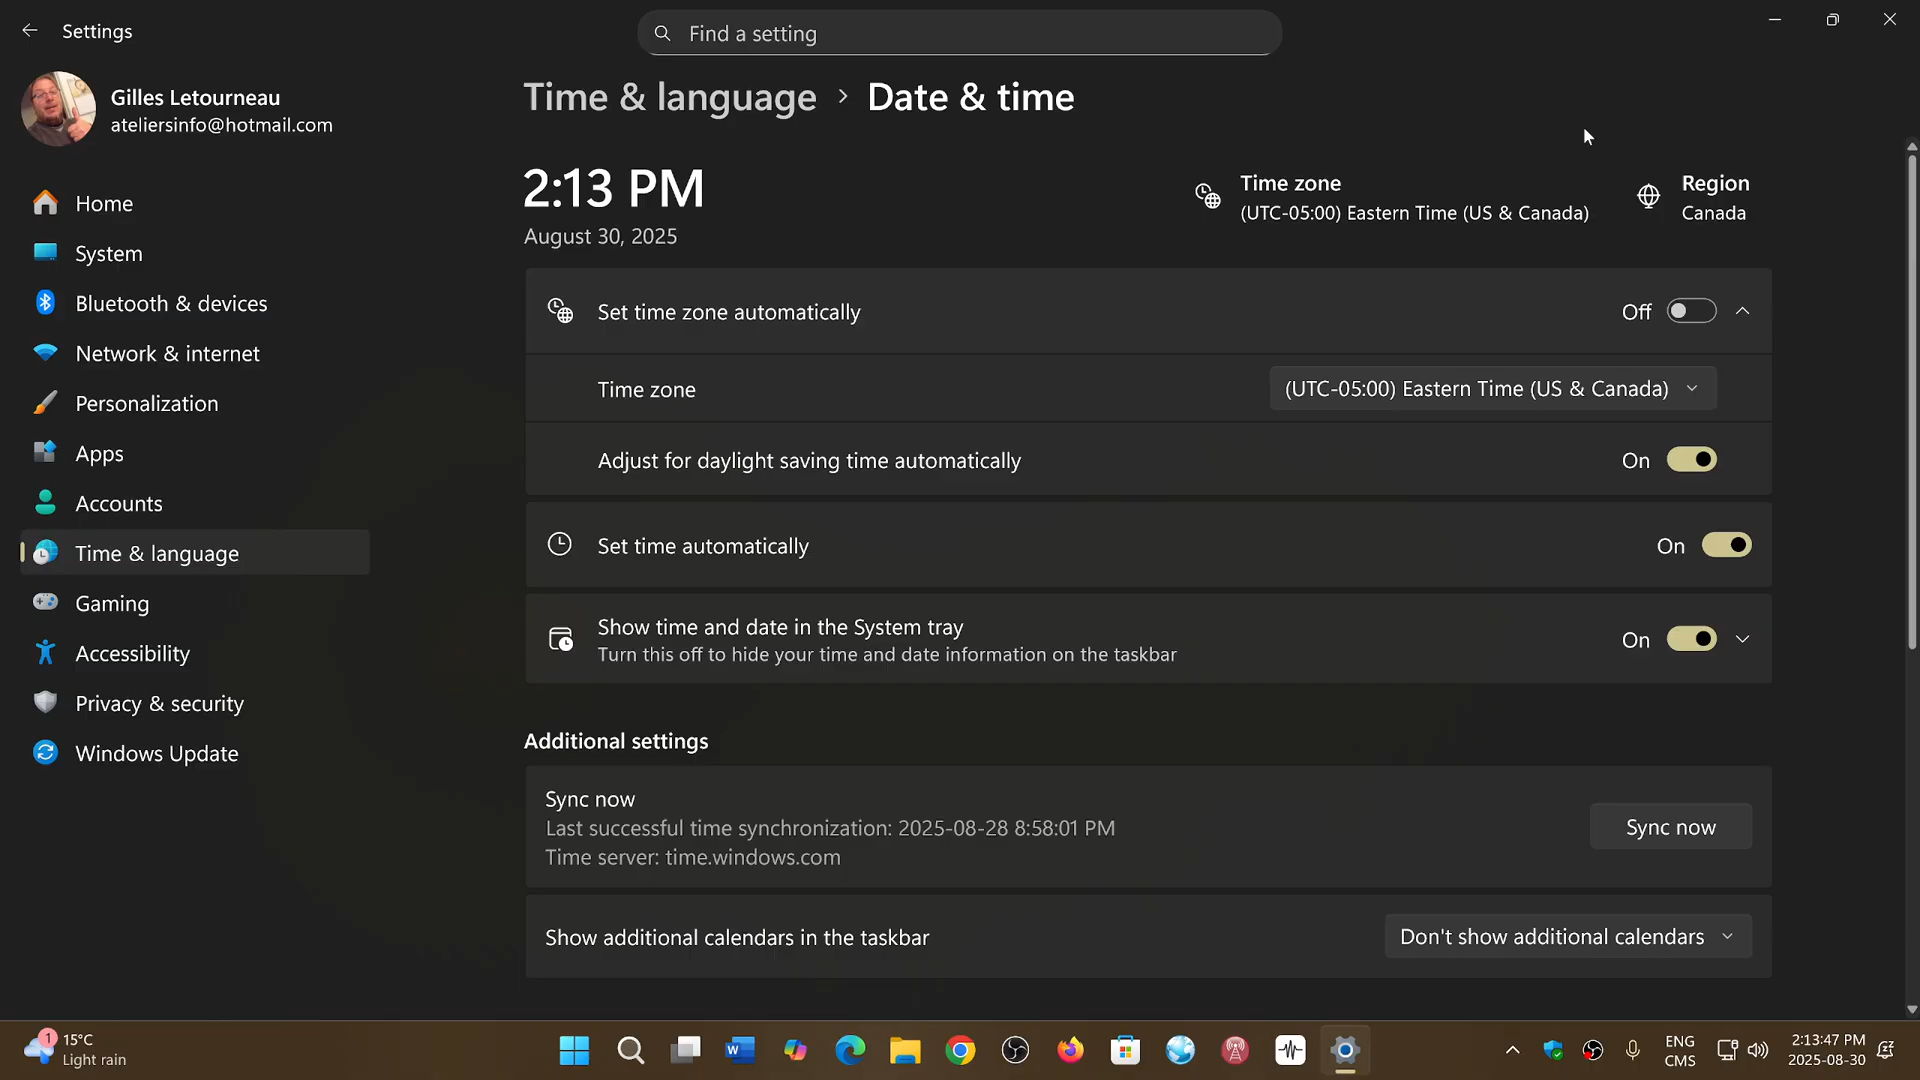 Settings
Find a setting
Gilles Letourneau
ateliersinfo@hotmail.com
Home
System
Bluetooth & devices
Network & internet
Personalization
Apps
Accounts
Time & language
Gaming
Accessibility
Privacy & security
Windows Update
Time & language > Date & time
2:13 PM
August 30, 2025
Time zone
(UTC-05:00) Eastern Time (US & Canada)
Region
Canada
Set time zone automatically
Off
Time zone
(UTC-05:00) Eastern Time (US & Canada)
Adjust for daylight saving time automatically
On
Set time automatically
On
Show time and date in the System tray
Turn this off to hide your time and date information on the taskbar
On
Additional settings
Sync now
Last successful time synchronization: 2025-08-28 8:58:01 PM
Time server: time.windows.com
Sync now
Show additional calendars in the taskbar
Don't show additional calendars
1
15°C
Light rain
W
ENG
CMS
2:13:47 PM
2025-08-30